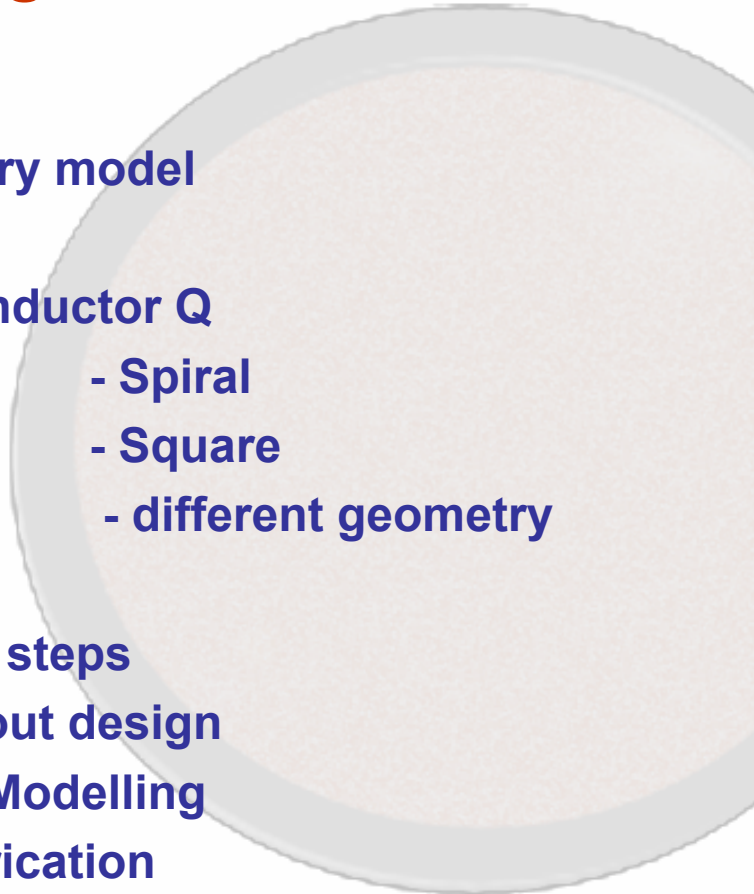 ry model
nductor Q
- Spiral
- Square
- different geometry
steps
out design
Modelling
ication